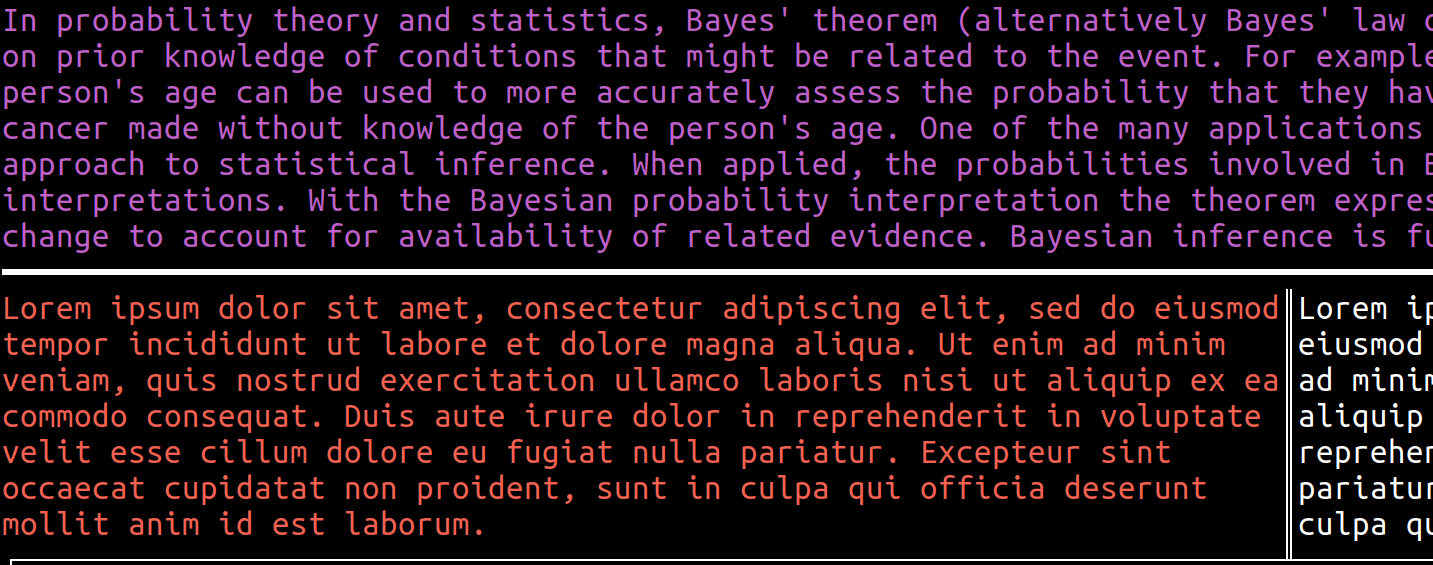 In probability theory and statistics, Bayes' theorem (alternatively Bayes' law
on prior knowledge of conditions that might be related to the event. For example
person's age can be used to more accurately assess the probability that they
cancer made without knowledge of the person's age. One of the many applications
approach to statistical inference. When applied, the probabilities involved in
interpretations. With the Bayesian probability interpretation the theorem
change to account for availability of related evidence. Bayesian inference is
Lorem ipsum dolor sit amet, consectetur adipiscing elit, sed do eiusmod
tempor incididunt ut labore et dolore magna aliqua. Ut enim ad minim
veniam, quis nostrud exercitation ullamco laboris nisi ut aliquip ex ea
commodo consequat. Duis aute irure dolor in reprehenderit in voluptate
velit esse cillum dolore eu fugiat nulla pariatur. Excepteur sint
occaecat cupidatat non proident, sunt in culpa qui officia deserunt
mollit anim id est laborum.
Lorem
eiusmod
ad
aliquip
culpa